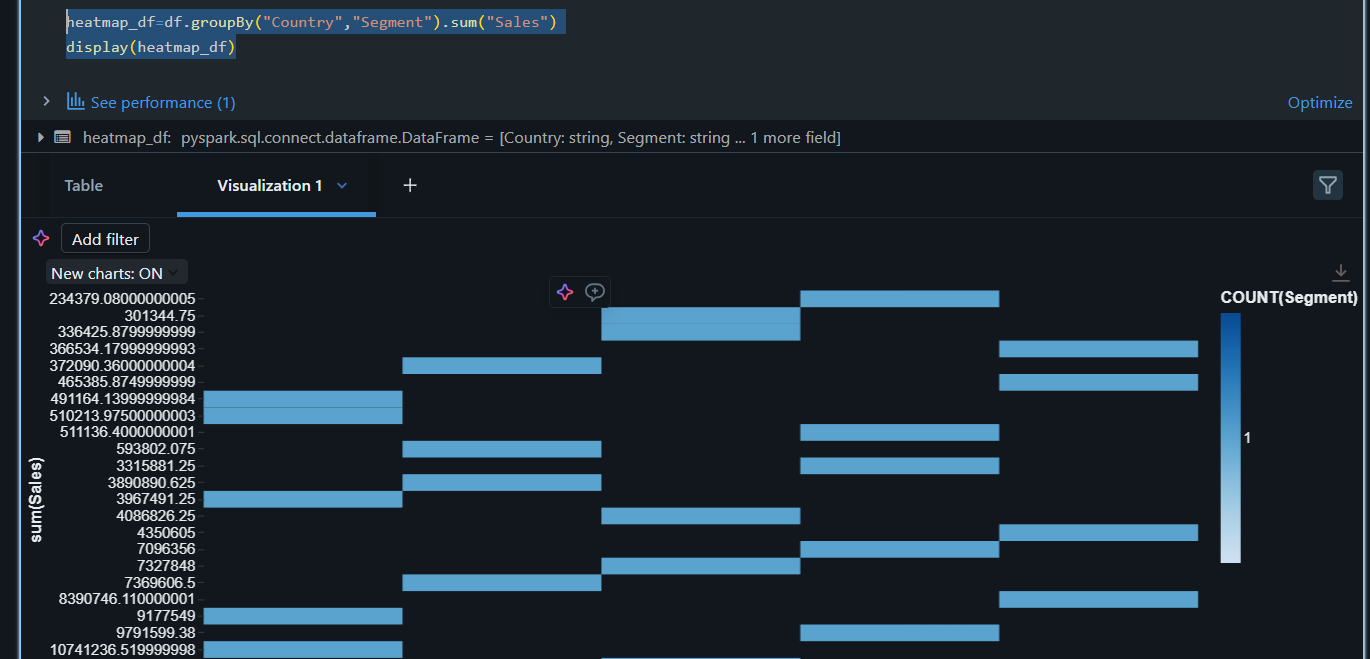 heatmap_df=df.groupBy("Country","Segment").sum("Sales")
display(heatmap_df)
See performance (1)
Optimize
heatmap_df: pyspark.sql.connect.dataframe.DataFrame = [Country: string, Segment: string ... 1 more field]
Table
Visualization 1
+
Add filter
New charts: ON
COUNT(Segment)
1
sum(Sales)
234379.08000000005
301344.75
336425.8799999999
366534.17999999993
372090.36000000004
465385.8749999999
491164.13999999984
510213.97500000003
511136.4000000001
593802.075
3315881.25
3890890.625
3967491.25
4086826.25
4350605
7096356
7327848
7369606.5
8390746.110000001
9177549
9791599.38
10741236.519999998